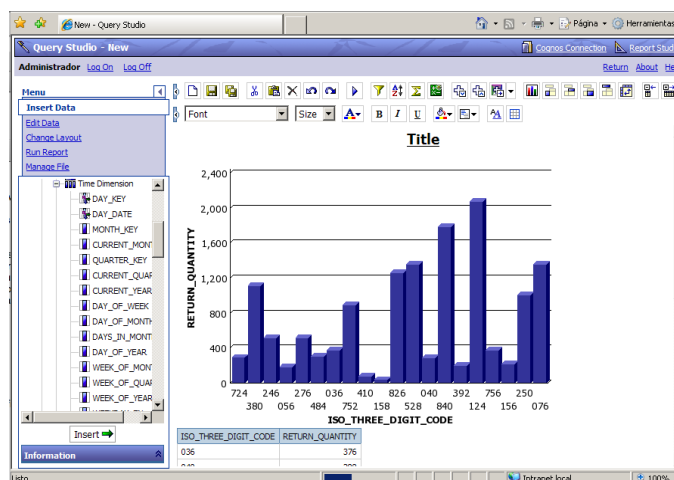 New - Query Studio
Página
Herramientas
Query Studio - New
Cognos Connection
Report Stud
Administrador Log On Log Off
Return About He
Menu
Insert Data
Edit Data
Change Layout
Run Report
Manage File
Font
Size
A
B I U
Title
Time Dimension
DAY_KEY
DAY_DATE
MONTH_KEY
CURRENT_MONT
QUARTER_KEY
CURRENT_QUAR
CURRENT_YEAR
DAY_OF_WEEK
DAY_OF_MONTH
DAYS_IN_MONT
DAY_OF_YEAR
WEEK_OF_MON
WEEK_OF_QUAR
WEEK_OF_YEAR
Insert
Information
RETURN_QUANTITY
2,400
2,000
1,600
1,200
800
400
0
724 246 276 036 410 826 040 392 756 250
380 056 484 752 158 528 840 124 156 076
ISO_THREE_DIGIT_CODE
ISO_THREE_DIGIT_CODE RETURN_QUANTITY
036 376
Listo
Intranet local
100%